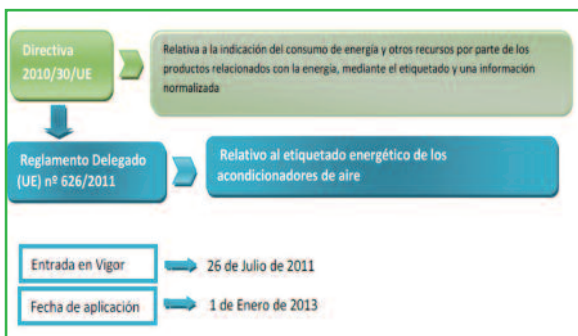 Directiva
2010/30/UE
Relativa a la indicación del consumo de energía y otros recursos por parte de los
productos relacionados con la energía, mediante el etiquetado y una información
normalizada
Reglamento Delegado
(UE) nº 626/2011
Relativo al etiquetado energético de los
acondicionadores de aire
Entrada en Vigor
26 de Julio de 2011
Fecha de aplicación
1 de Enero de 2013